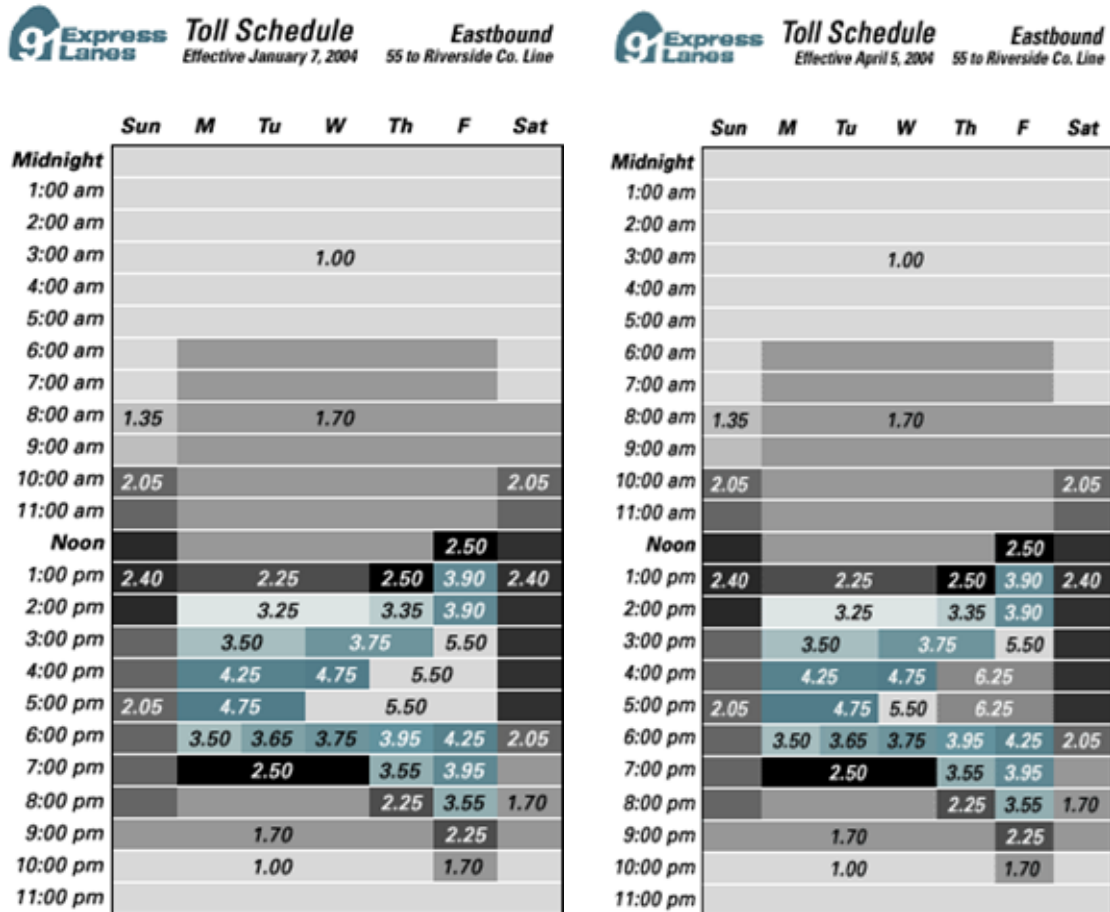 91 Express Lanes Toll Schedule Eastbound
Effective January 7, 2004 55 to Riverside Co. Line
Sun M Tu W Th F Sat
Midnight
1:00 am
2:00 am
3:00 am 1.00
4:00 am
5:00 am
6:00 am
7:00 am
8:00 am 1.35 1.70
9:00 am
10:00 am 2.05 2.05
11:00 am
Noon 2.50
1:00 pm 2.40 2.25 2.50 3.90 2.40
2:00 pm 3.25 3.35 3.90
3:00 pm 3.50 3.75 5.50
4:00 pm 4.25 4.75 5.50
5:00 pm 2.05 4.75 5.50
6:00 pm 3.50 3.65 3.75 3.95 4.25 2.05
7:00 pm 2.50 3.55 3.95
8:00 pm 2.25 3.55 1.70
9:00 pm 1.70 2.25
10:00 pm 1.00 1.70
11:00 pm
91 Express Lanes Toll Schedule Eastbound
Effective April 5, 2004 55 to Riverside Co. Line
Sun M Tu W Th F Sat
Midnight
1:00 am
2:00 am
3:00 am 1.00
4:00 am
5:00 am
6:00 am
7:00 am
8:00 am 1.35 1.70
9:00 am
10:00 am 2.05 2.05
11:00 am
Noon 2.50
1:00 pm 2.40 2.25 2.50 3.90 2.40
2:00 pm 3.25 3.35 3.90
3:00 pm 3.50 3.75 5.50
4:00 pm 4.25 4.75 6.25
5:00 pm 2.05 4.75 5.50 6.25
6:00 pm 3.50 3.65 3.75 3.95 4.25 2.05
7:00 pm 2.50 3.55 3.95
8:00 pm 2.25 3.55 1.70
9:00 pm 1.70 2.25
10:00 pm 1.00 1.70
11:00 pm